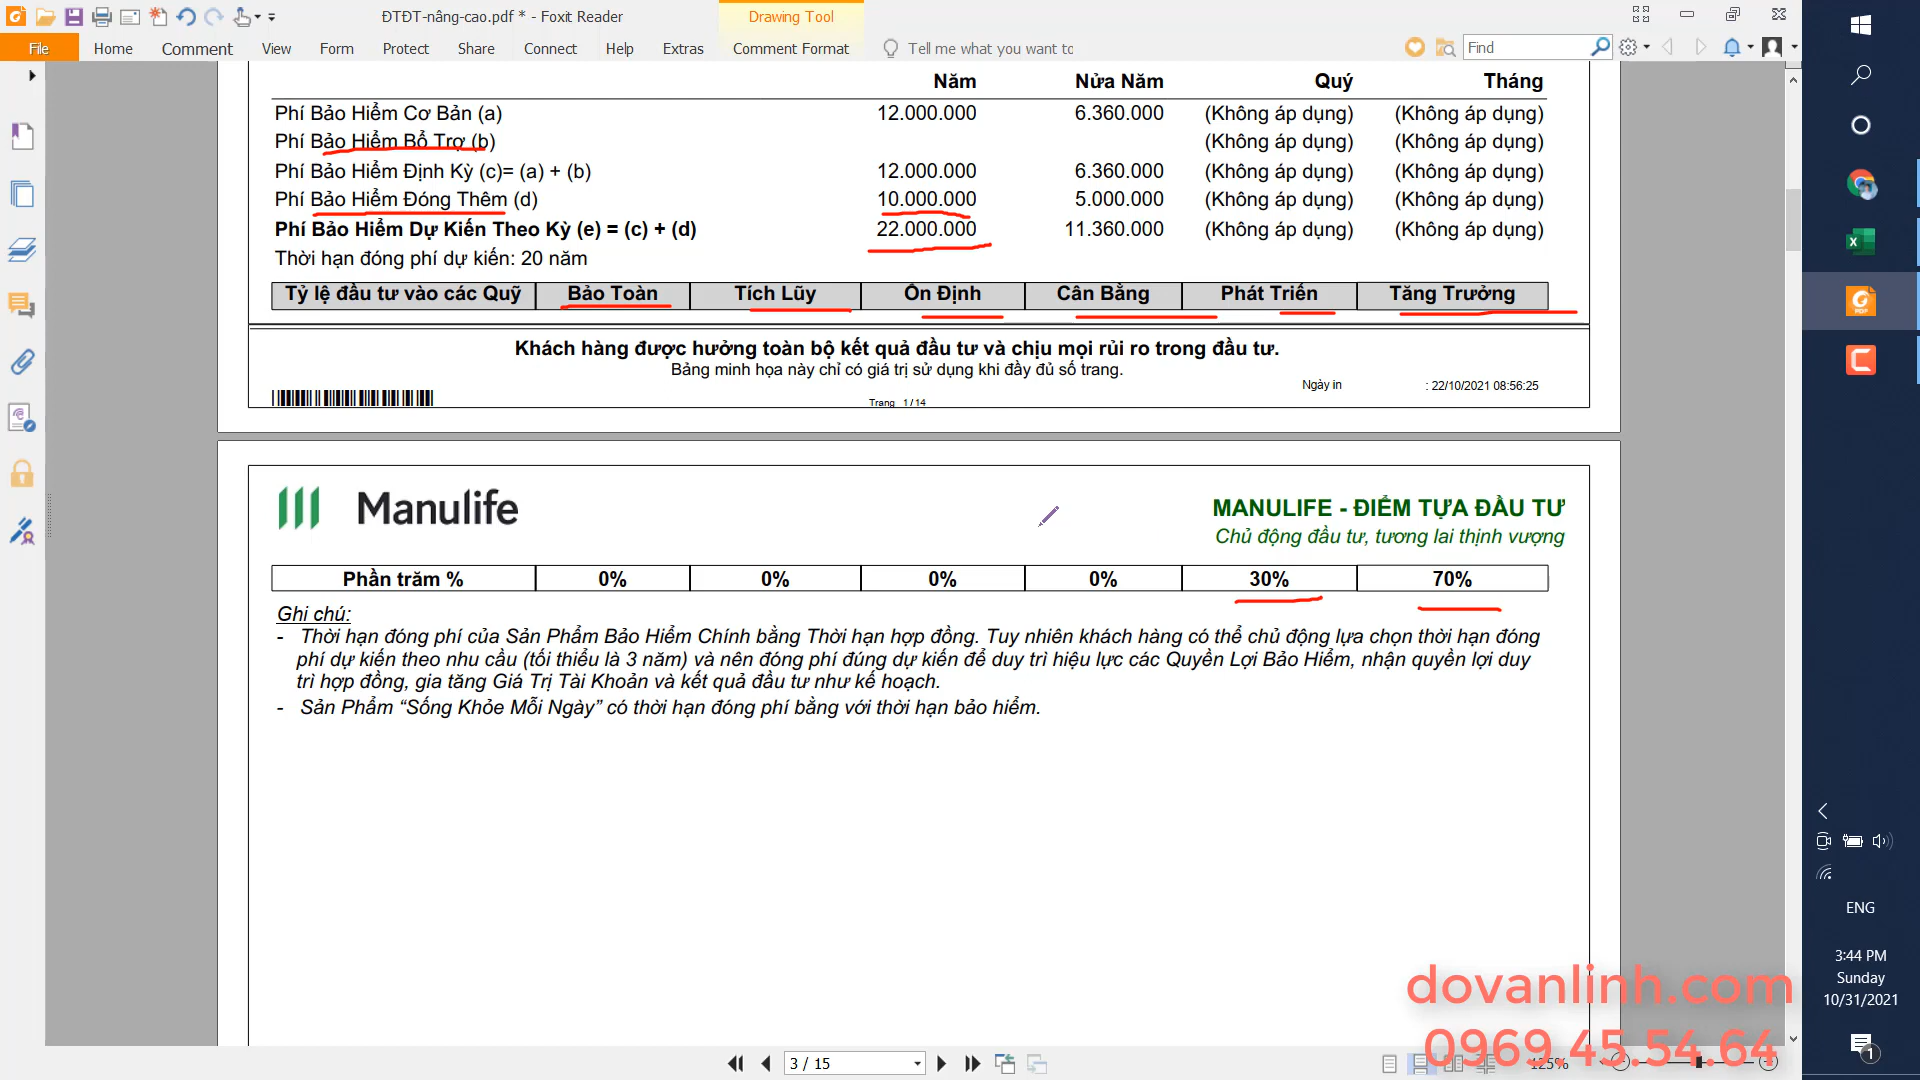 ĐTĐT-nâng-cao.pdf * - Foxit Reader
Drawing Tool
File Home Comment View Form Protect Share Connect Help Extras Comment Format Tell me what you want to Find
Năm Nửa Năm Quý Tháng
Phí Bảo Hiểm Cơ Bản (a) 12.000.000 6.360.000 (Không áp dụng) (Không áp dụng)
Phí Bảo Hiểm Bổ Trợ (b) (Không áp dụng) (Không áp dụng)
Phí Bảo Hiểm Định Kỳ (c)= (a) + (b) 12.000.000 6.360.000 (Không áp dụng) (Không áp dụng)
Phí Bảo Hiểm Đóng Thêm (d) 10.000.000 5.000.000 (Không áp dụng) (Không áp dụng)
Phí Bảo Hiểm Dự Kiến Theo Kỳ (e) = (c) + (d) 22.000.000 11.360.000 (Không áp dụng) (Không áp dụng)
Thời hạn đóng phí dự kiến: 20 năm
Tỷ lệ đầu tư vào các Quỹ Bảo Toàn Tích Lũy Ổn Định Cân Bằng Phát Triển Tăng Trưởng
Khách hàng được hưởng toàn bộ kết quả đầu tư và chịu mọi rủi ro trong đầu tư.
Bảng minh họa này chỉ có giá trị sử dụng khi đầy đủ số trang.
Ngày in : 22/10/2021 08:56:25
Trang 1 / 14
Manulife
MANULIFE - ĐIỂM TỰA ĐẦU TƯ
Chủ động đầu tư, tương lai thịnh vượng
Phần trăm % 0% 0% 0% 0% 30% 70%
Ghi chú:
- Thời hạn đóng phí của Sản Phẩm Bảo Hiểm Chính bằng Thời hạn hợp đồng. Tuy nhiên khách hàng có thể chủ động lựa chọn thời hạn đóng
phí dự kiến theo nhu cầu (tối thiểu là 3 năm) và nên đóng phí đúng dự kiến để duy trì hiệu lực các Quyền Lợi Bảo Hiểm, nhận quyền lợi duy
trì hợp đồng, gia tăng Giá Trị Tài Khoản và kết quả đầu tư như kế hoạch.
- Sản Phẩm “Sống Khỏe Mỗi Ngày” có thời hạn đóng phí bằng với thời hạn bảo hiểm.
ENG
3:44 PM
Sunday
10/31/2021
1
dovanlinh.com
0969.45.54.64
3 / 15
125%